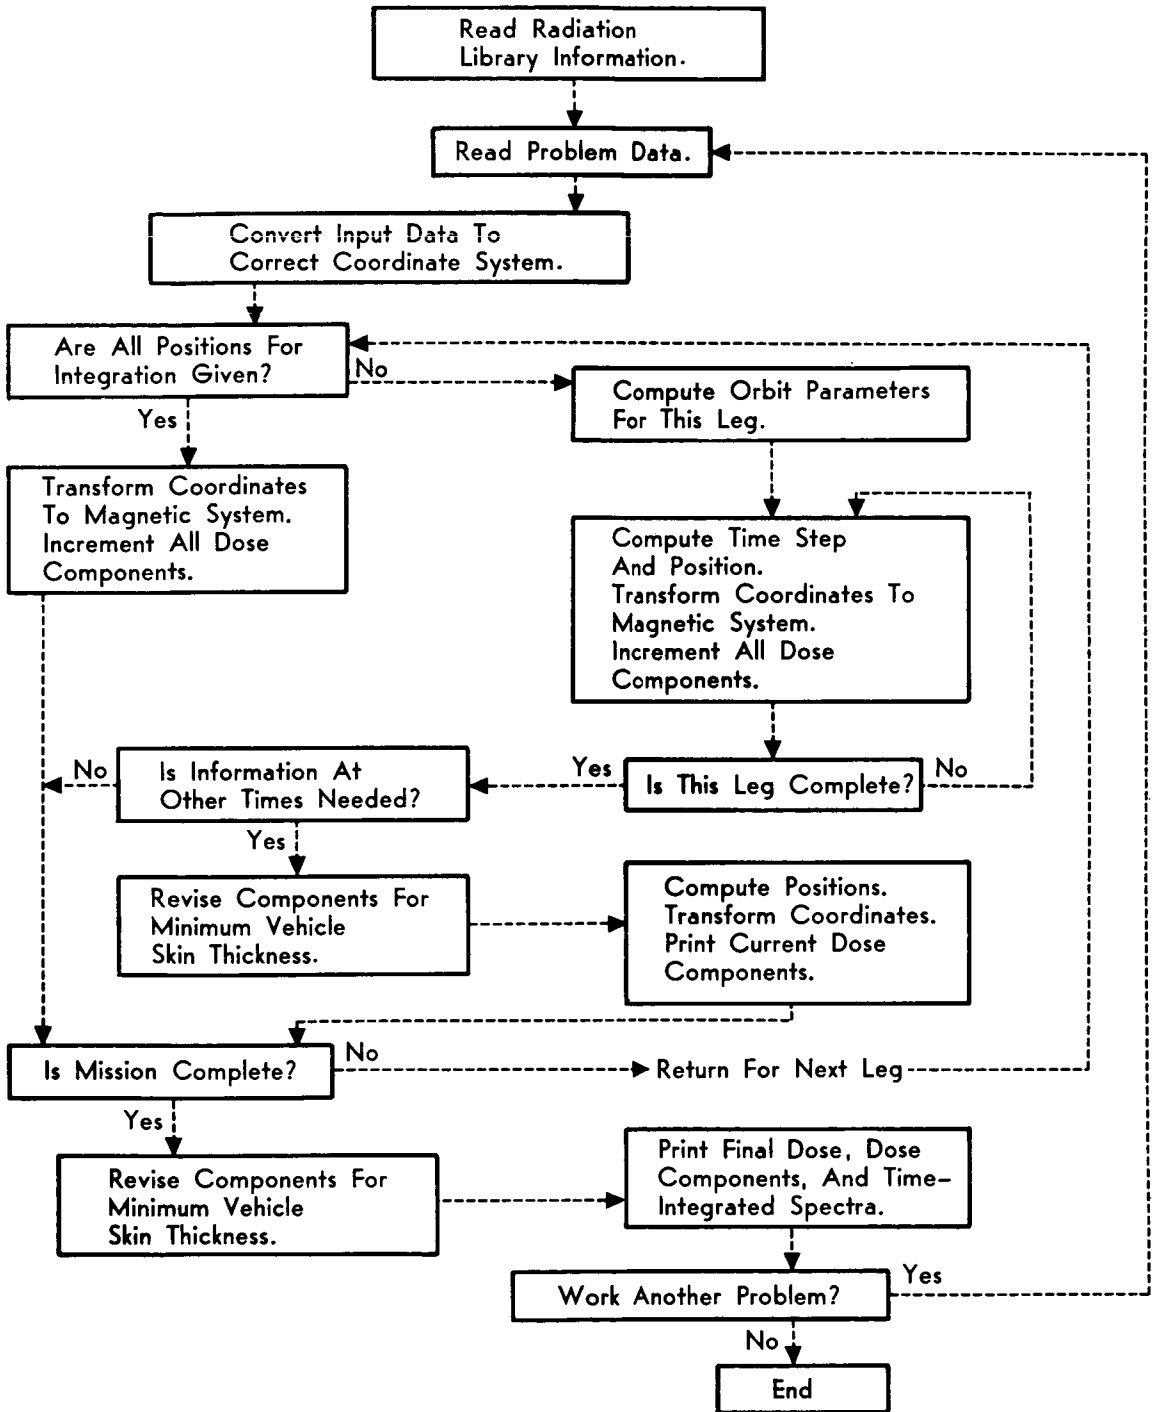 Read Radiation
Library Information.
Read Problem Data.
Convert Input Data To
Correct Coordinate System.
Are All Positions For
Integration Given?
No
Yes
Compute Orbit Parameters
For This Leg.
Transform Coordinates
To Magnetic System.
Increment All Dose
Components.
Compute Time Step
And Position.
Transform Coordinates To
Magnetic System.
Increment All Dose
Components.
No
Is Information At
Other Times Needed?
Yes
Is This Leg Complete?
No
Yes
Revise Components For
Minimum Vehicle
Skin Thickness.
Compute Positions.
Transform Coordinates.
Print Current Dose
Components.
Is Mission Complete?
No
Return For Next Leg
Yes
Revise Components For
Minimum Vehicle
Skin Thickness.
Print Final Dose, Dose
Components, And Time-
Integrated Spectra.
Work Another Problem?
Yes
No
End